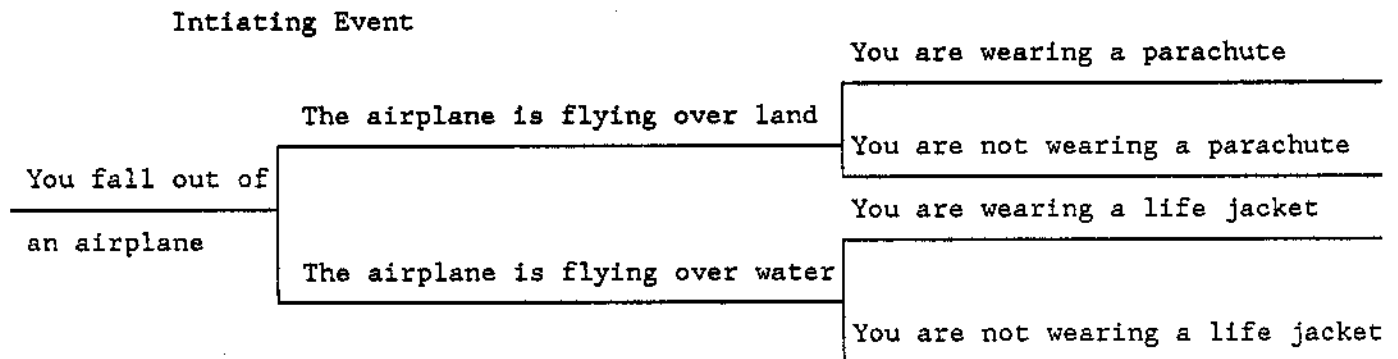 Intiating Event
You are wearing a parachute
The airplane is flying over land
You are not wearing a parachute
You fall out of
an airplane
You are wearing a life jacket
The airplane is flying over water
You are not wearing a life jacket